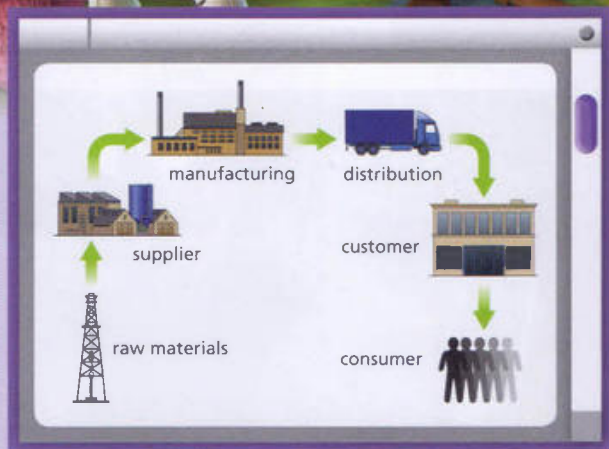 manufacturing
distribution
supplier
customer
raw materials
consumer